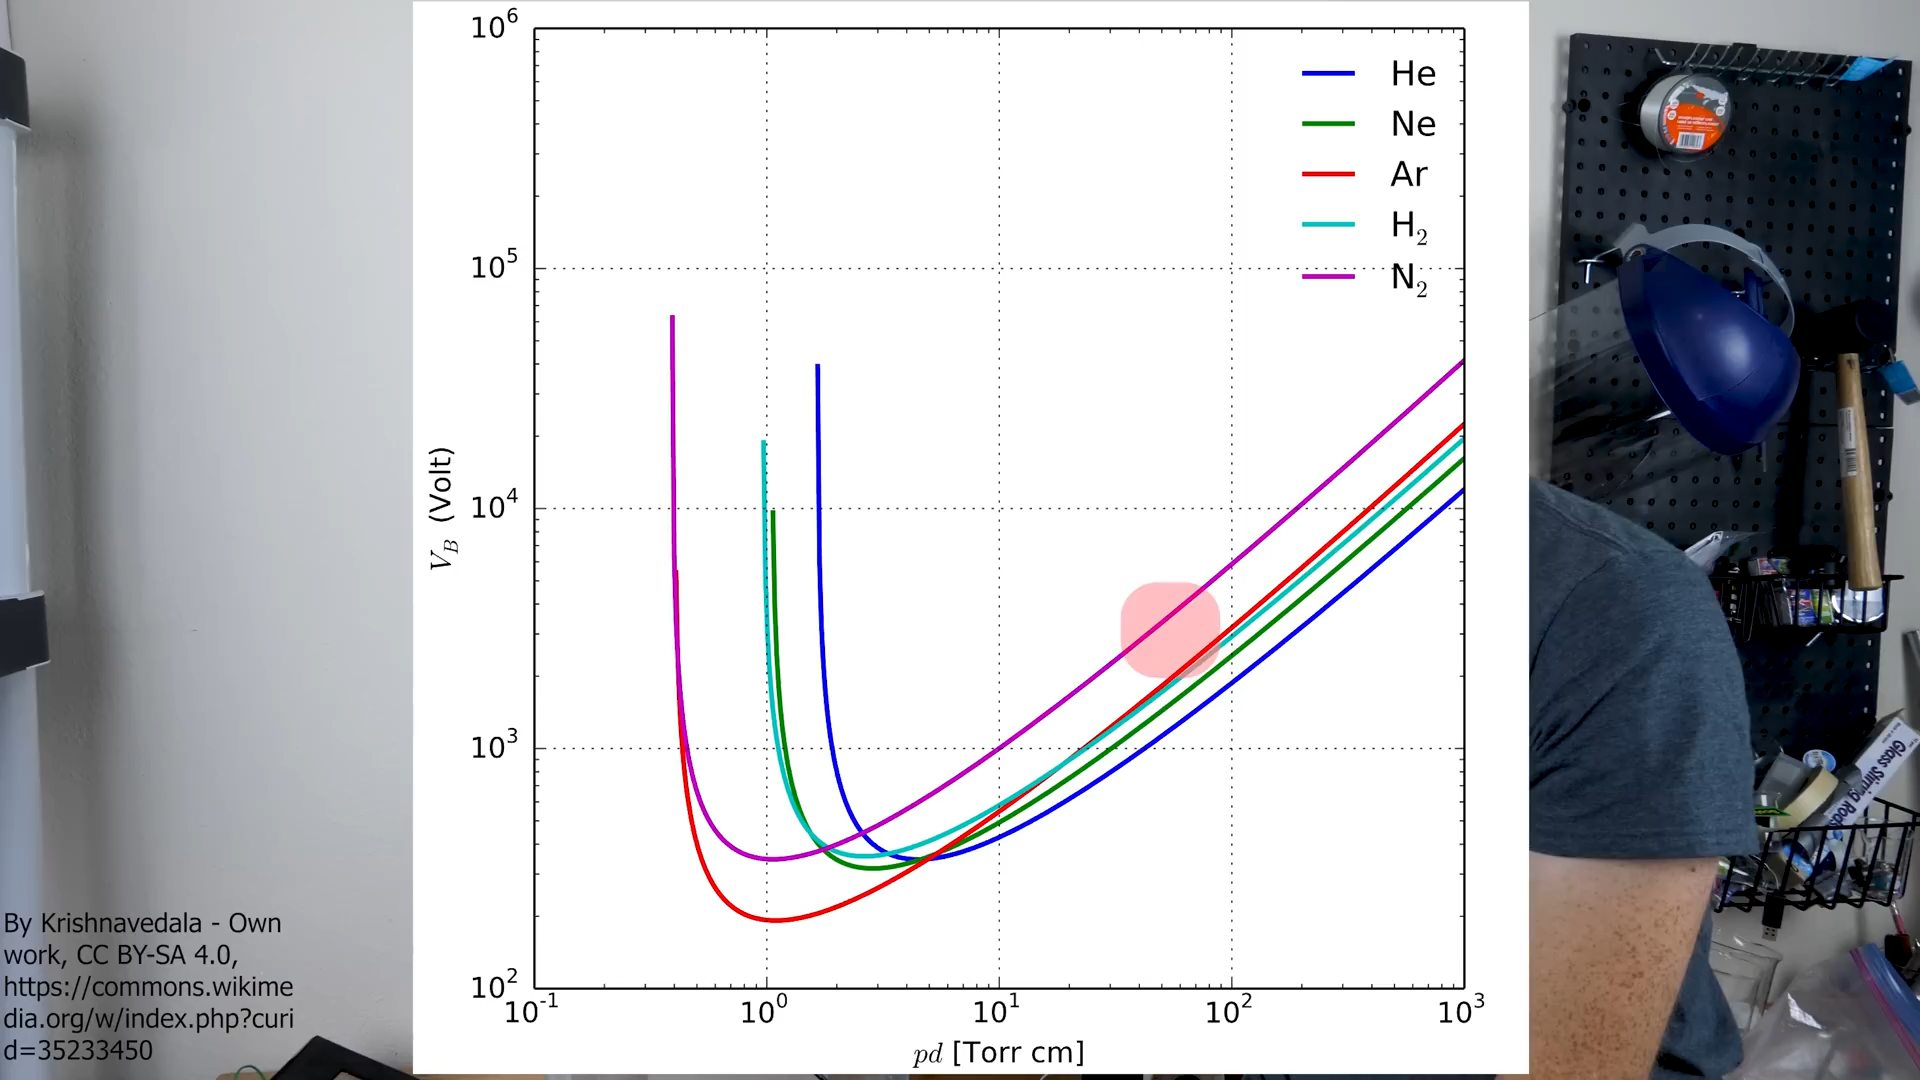 10^6
10^5
10^4
10^3
10^2
V_B (Volt)
He
Ne
Ar
H_2
N_2
10^-1
10^0
10^1
10^2
10^3
pd [Torr cm]
By Krishnavedala - Own
work, CC BY-SA 4.0,
https://commons.wikime
dia.org/w/index.php?curi
d=35233450
Glass Stirring Rods